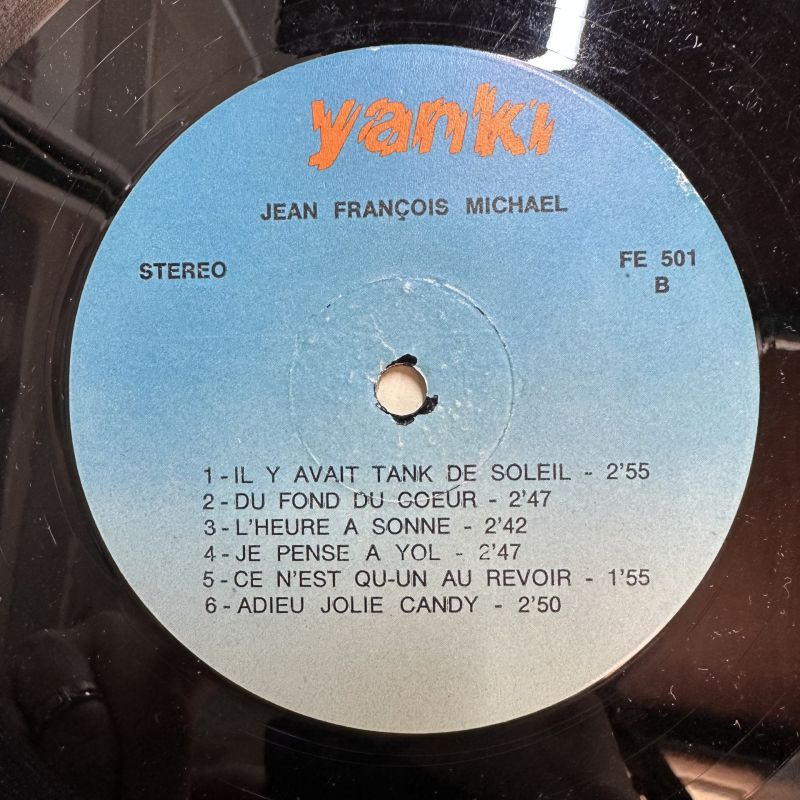 yanki
JEAN FRANÇOIS MICHAEL
STEREO
FE 501
B
1-IL Y AVAIT TANK DE SOLEIL - 2'55
2-DU FOND DU COEUR - 2'47
3-L'HEURE A SONNE - 2'42
4-JE PENSE A YOL - 2'47
5-CE N'EST QU-UN AU REVOIR - 1'55
6-ADIEU JOLIE CANDY - 2'50